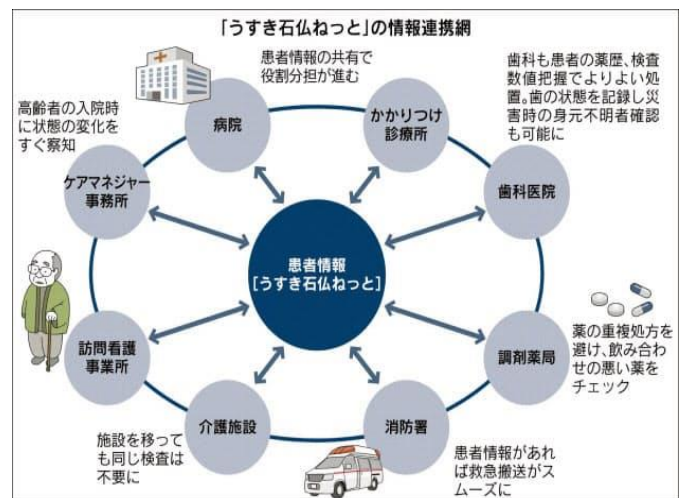 「うすき石仏ねっと」の情報連携網
患者情報の共有で
役割分担が進む
歯科も患者の薬歴、検査
数値把握でよりよい処
置。歯の状態を記録し災
害時の身元不明者確認
も可能に
高齢者の入院時
に状態の変化を
すぐ察知
病院
かかりつけ
診療所
ケアマネジャー
事務所
歯科医院
患者情報
[うすき石仏ねっと]
訪問看護
事業所
調剤薬局
薬の重複処方を
避け、飲み合わ
せの悪い薬を
チェック
介護施設
消防署
施設を移って
も同じ検査は
不要に
患者情報があれ
ば救急搬送がス
ムーズに